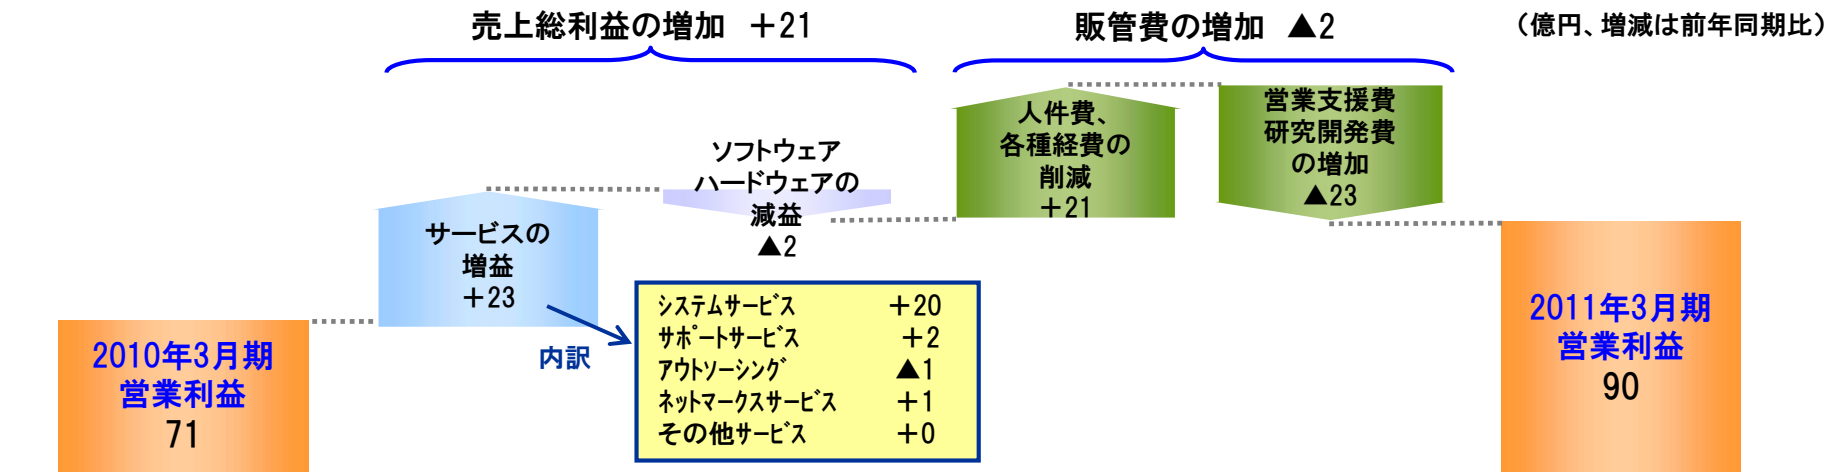 売上総利益の増加　＋21
販管費の増加　▲2
（億円、増減は前年同期比）
サービスの
増益
＋23
ソフトウェア
ハードウェアの
減益
▲2
人件費、
各種経費の
削減
＋21
営業支援費
研究開発費
の増加
▲23
内訳
ｼｽﾃﾑｻｰﾋﾞｽ　＋20
ｻﾎﾟｰﾄｻｰﾋﾞｽ　＋2
ｱｳﾄｿｰｼﾝｸﾞ　▲1
ﾈｯﾄﾏｰｸｽｻｰﾋﾞｽ　＋1
その他ｻｰﾋﾞｽ　＋0
2010年3月期
営業利益
71
2011年3月期
営業利益
90